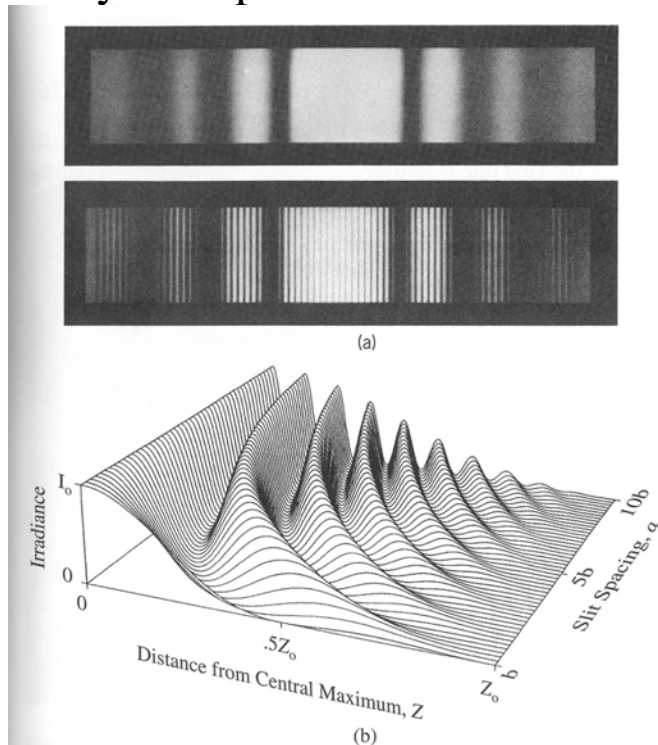 (a)
I₀
Irradiance
0
0
.5Z₀
Z₀
Distance from Central Maximum, Z
b
5b
10b
Slit Spacing, a
(b)